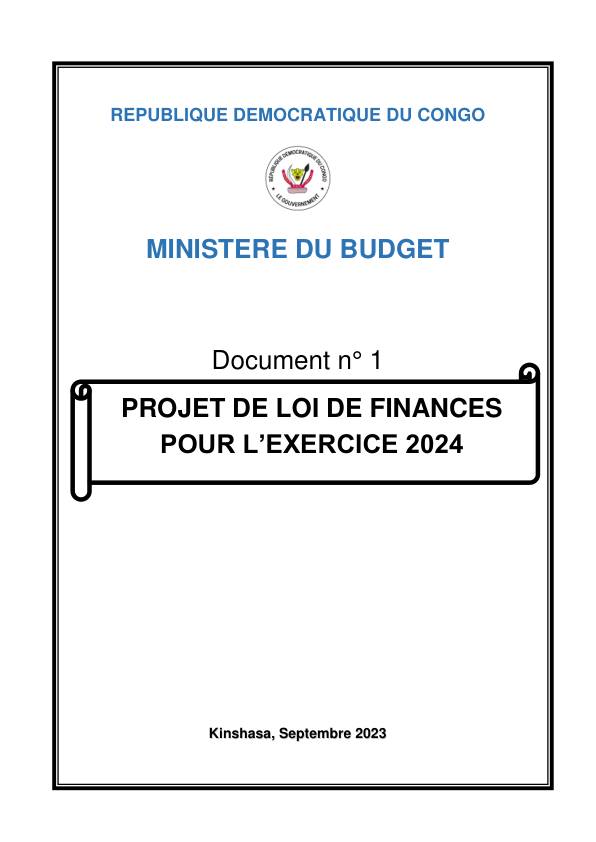 REPUBLIQUE DEMOCRATIQUE DU CONGO
RÉPUBLIQUE DÉMOCRATIQUE DU CONGO
LE GOUVERNEMENT
MINISTERE DU BUDGET
Document n° 1
PROJET DE LOI DE FINANCES
POUR L’EXERCICE 2024
Kinshasa, Septembre 2023